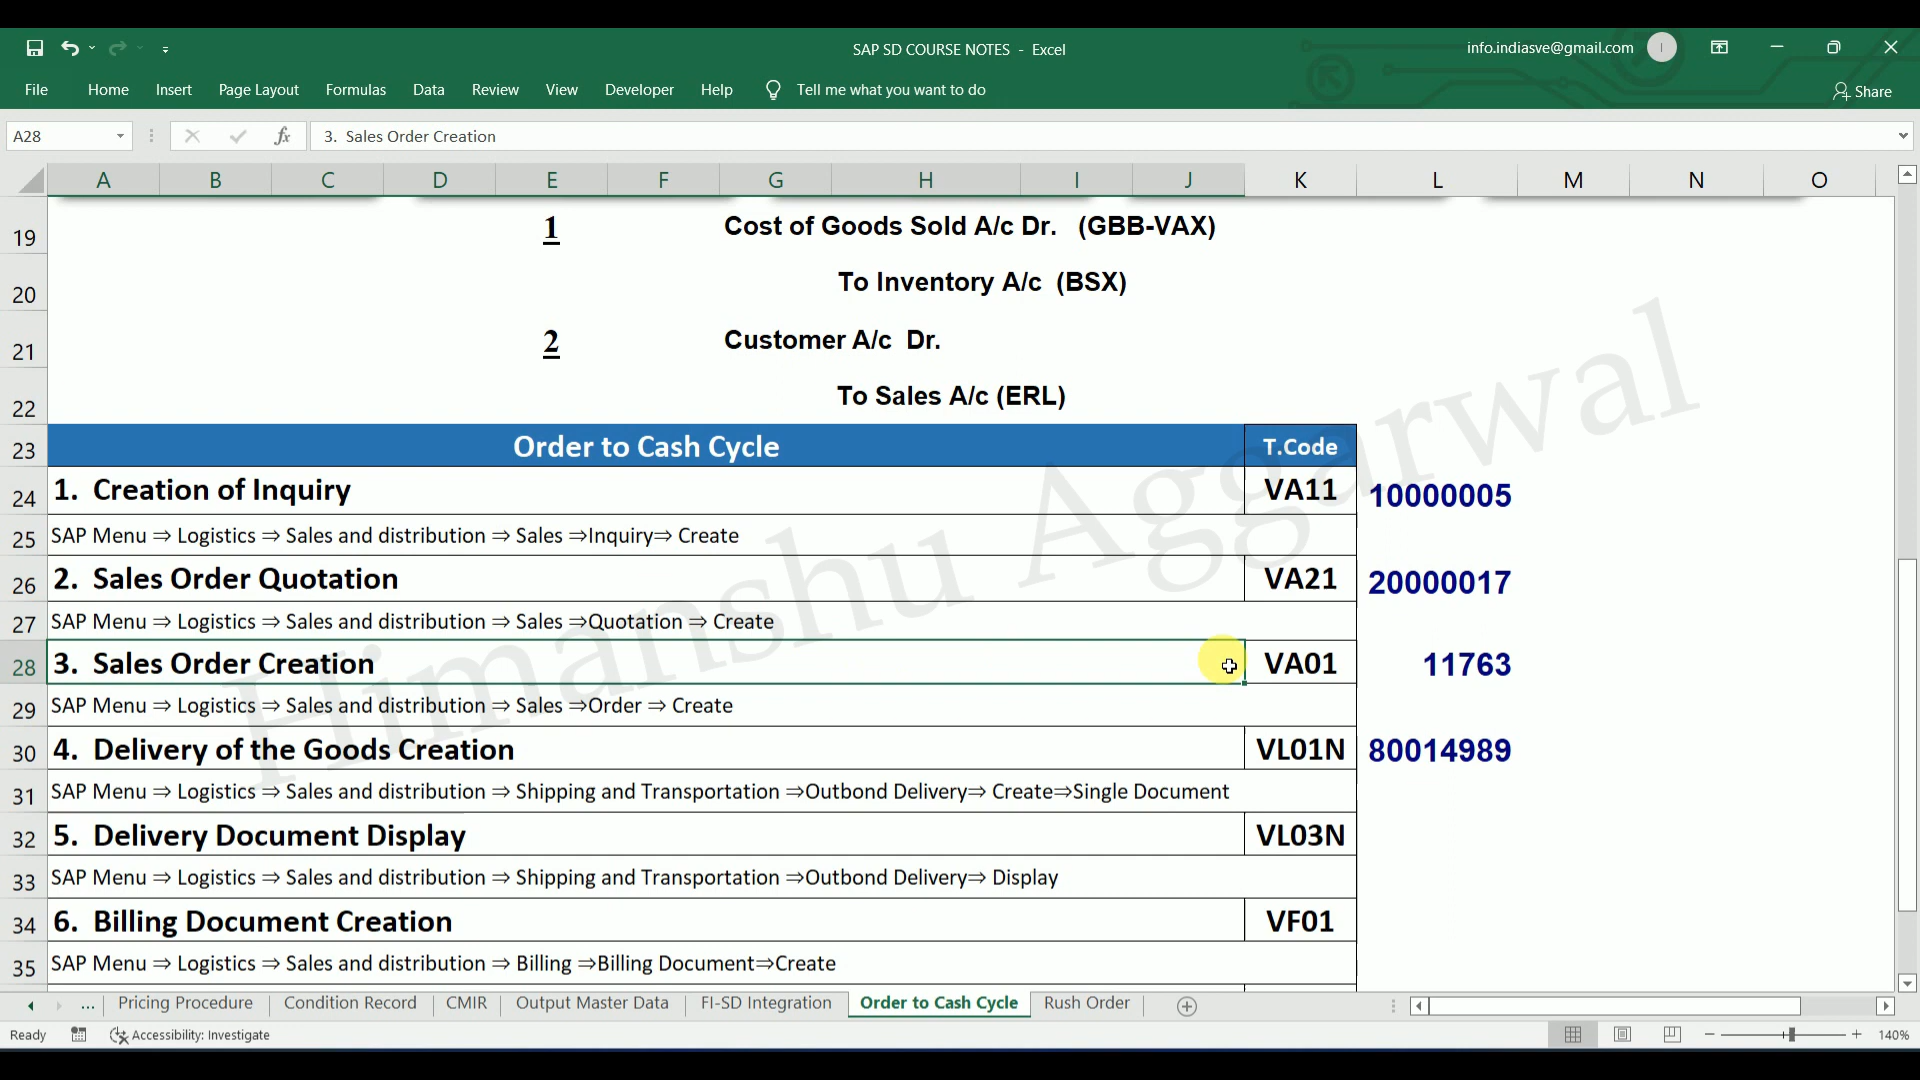 SAP SD COURSE NOTES - Excel
info.indiasve@gmail.com
I
File Home Insert Page Layout Formulas Data Review View Developer Help Tell me what you want to do
Share
A28
fx
3. Sales Order Creation
A B C D E F G H I J K L M N O
19 1 Cost of Goods Sold A/c Dr. (GBB-VAX)
20 To Inventory A/c (BSX)
21 2 Customer A/c Dr.
22 To Sales A/c (ERL)
23 Order to Cash Cycle T.Code
24 1. Creation of Inquiry VA11 10000005
25 SAP Menu ⇒ Logistics ⇒ Sales and distribution ⇒ Sales ⇒Inquiry⇒ Create
26 2. Sales Order Quotation VA21 20000017
27 SAP Menu ⇒ Logistics ⇒ Sales and distribution ⇒ Sales ⇒Quotation ⇒ Create
28 3. Sales Order Creation VA01 11763
29 SAP Menu ⇒ Logistics ⇒ Sales and distribution ⇒ Sales ⇒Order ⇒ Create
30 4. Delivery of the Goods Creation VL01N 80014989
31 SAP Menu ⇒ Logistics ⇒ Sales and distribution ⇒ Shipping and Transportation ⇒Outbond Delivery⇒ Create⇒Single Document
32 5. Delivery Document Display VL03N
33 SAP Menu ⇒ Logistics ⇒ Sales and distribution ⇒ Shipping and Transportation ⇒Outbond Delivery⇒ Display
34 6. Billing Document Creation VF01
35 SAP Menu ⇒ Logistics ⇒ Sales and distribution ⇒ Billing ⇒Billing Document⇒Create
Himanshu Aggarwal
... Pricing Procedure Condition Record CMIR Output Master Data FI-SD Integration Order to Cash Cycle Rush Order
Ready Accessibility: Investigate 140%